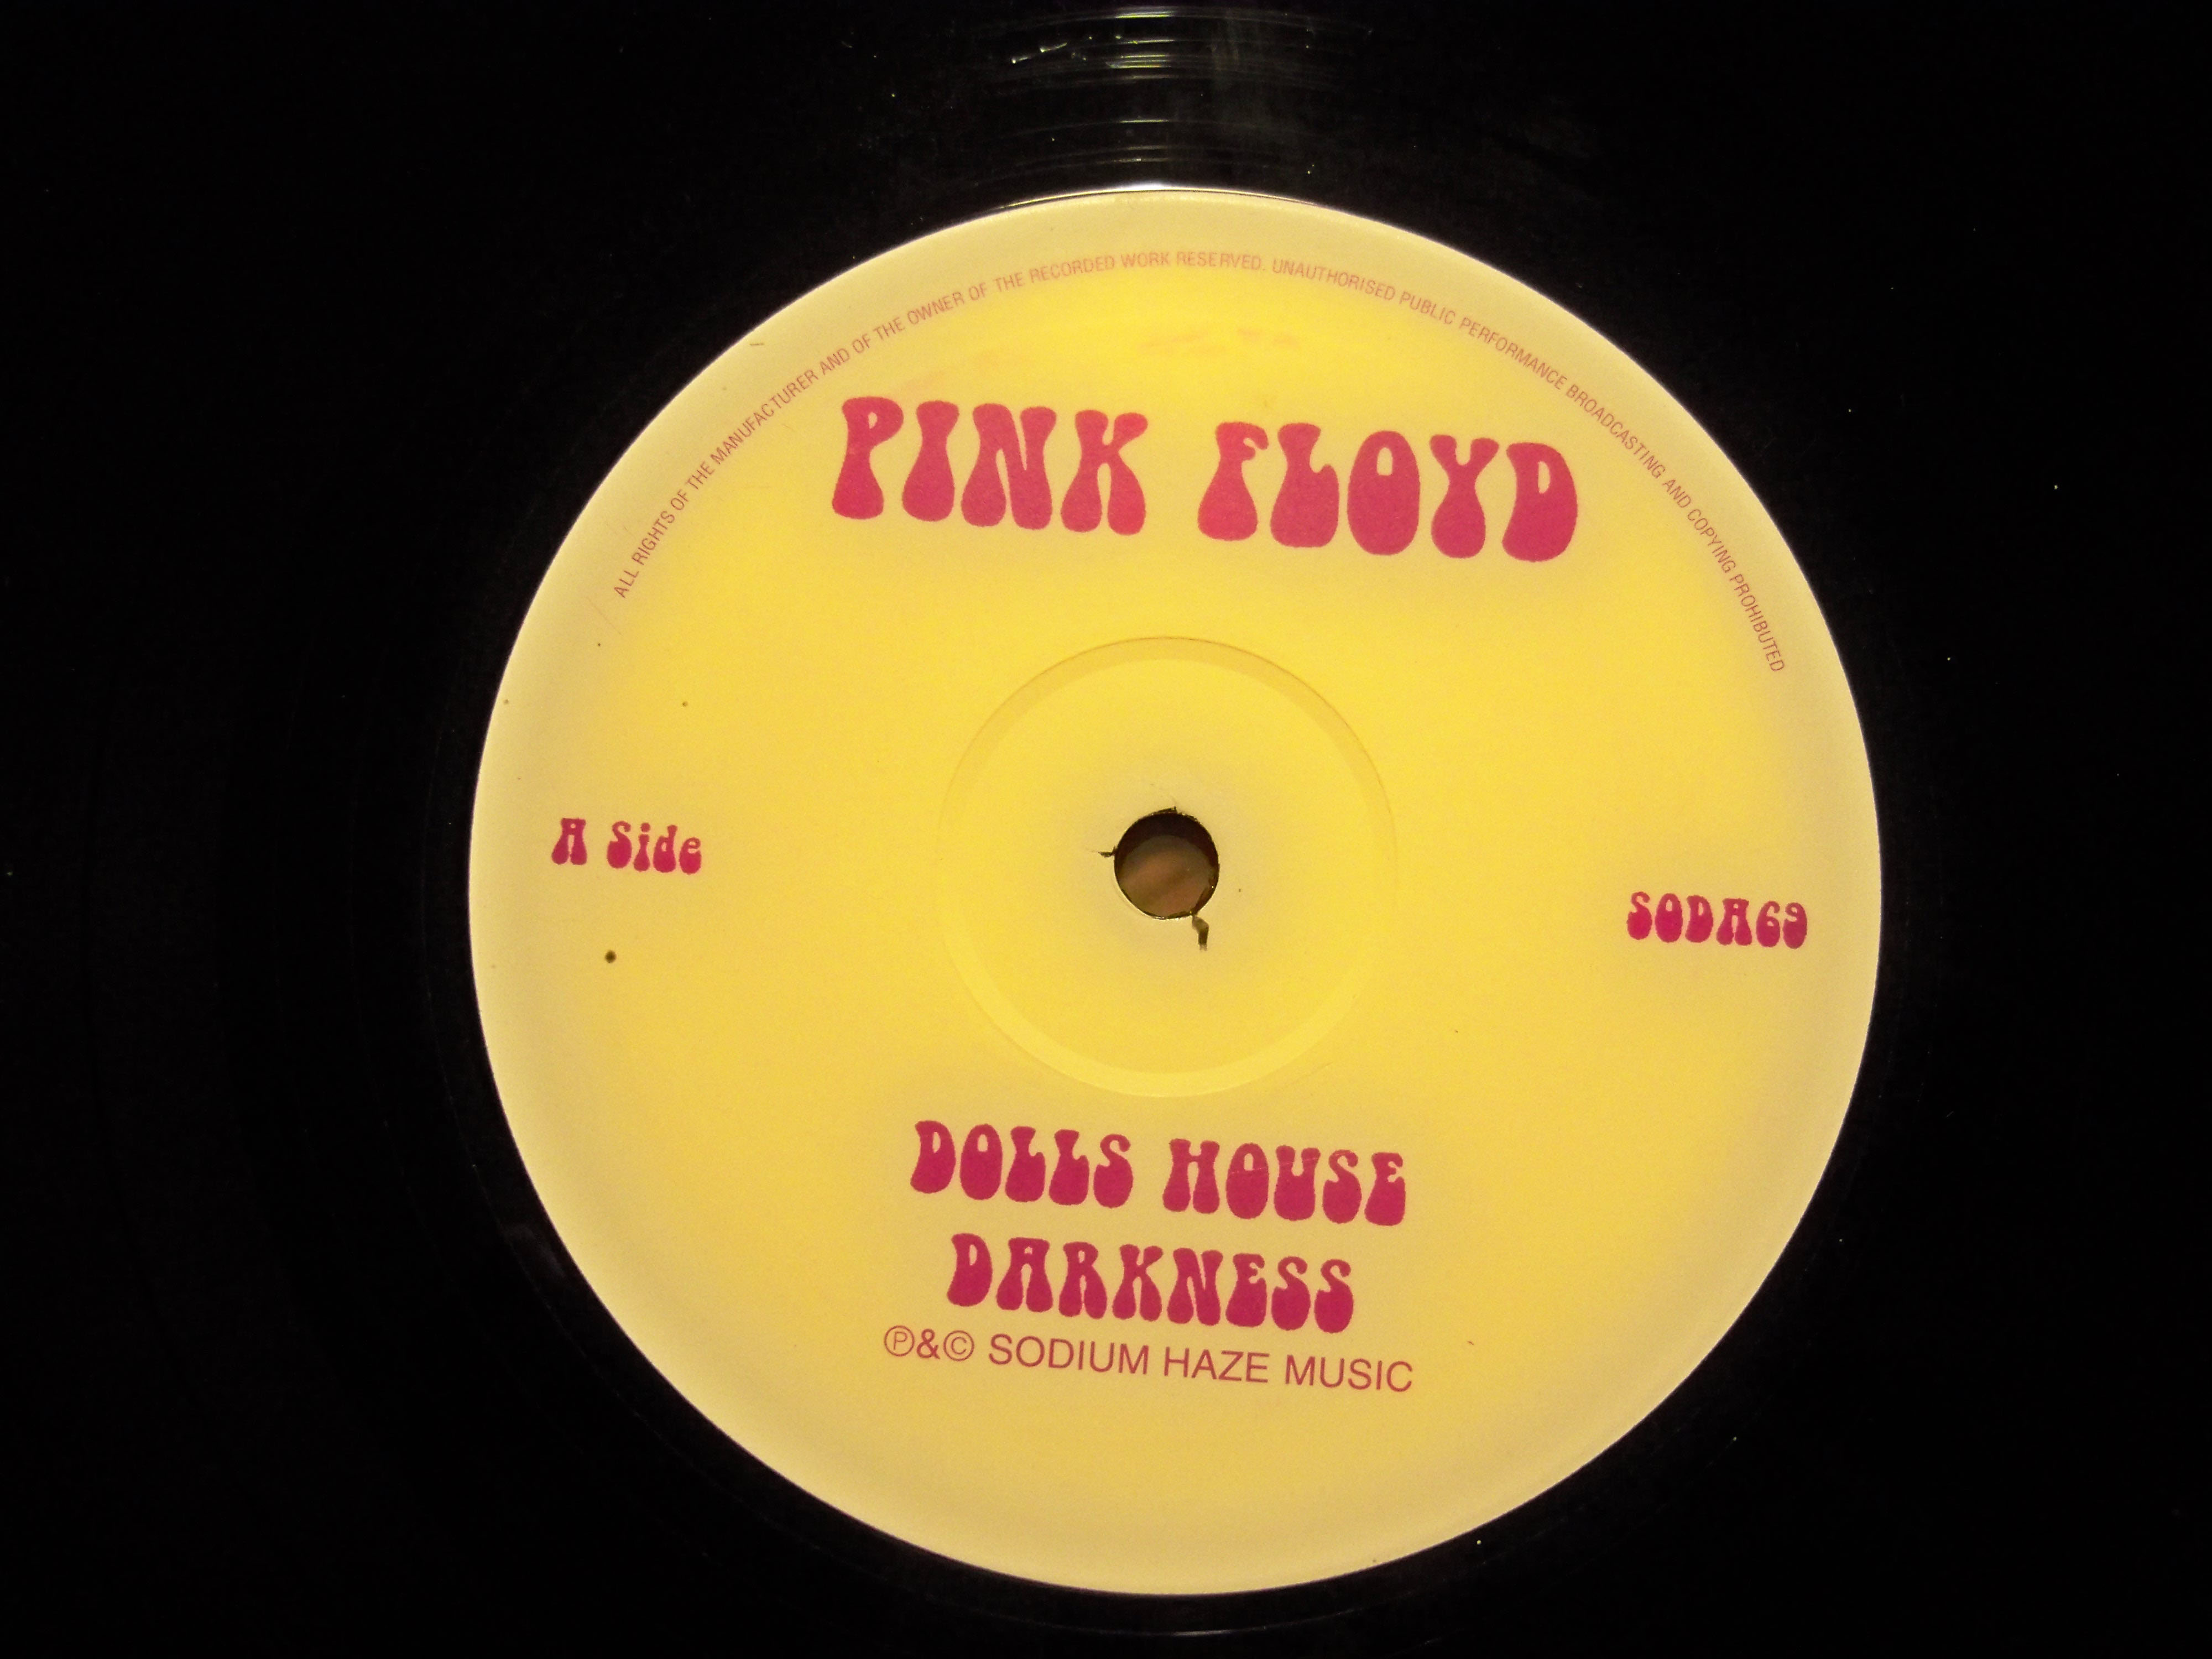 ALL RIGHTS OF THE MANUFACTURER AND OF THE OWNER OF THE RECORDED WORK RESERVED. UNAUTHORISED PUBLIC PERFORMANCE BROADCASTING AND COPYING PROHIBUTED
PINK FLOYD
A Side
SODA69
DOLLS HOUSE
DARKNESS
Ⓟ&© SODIUM HAZE MUSIC